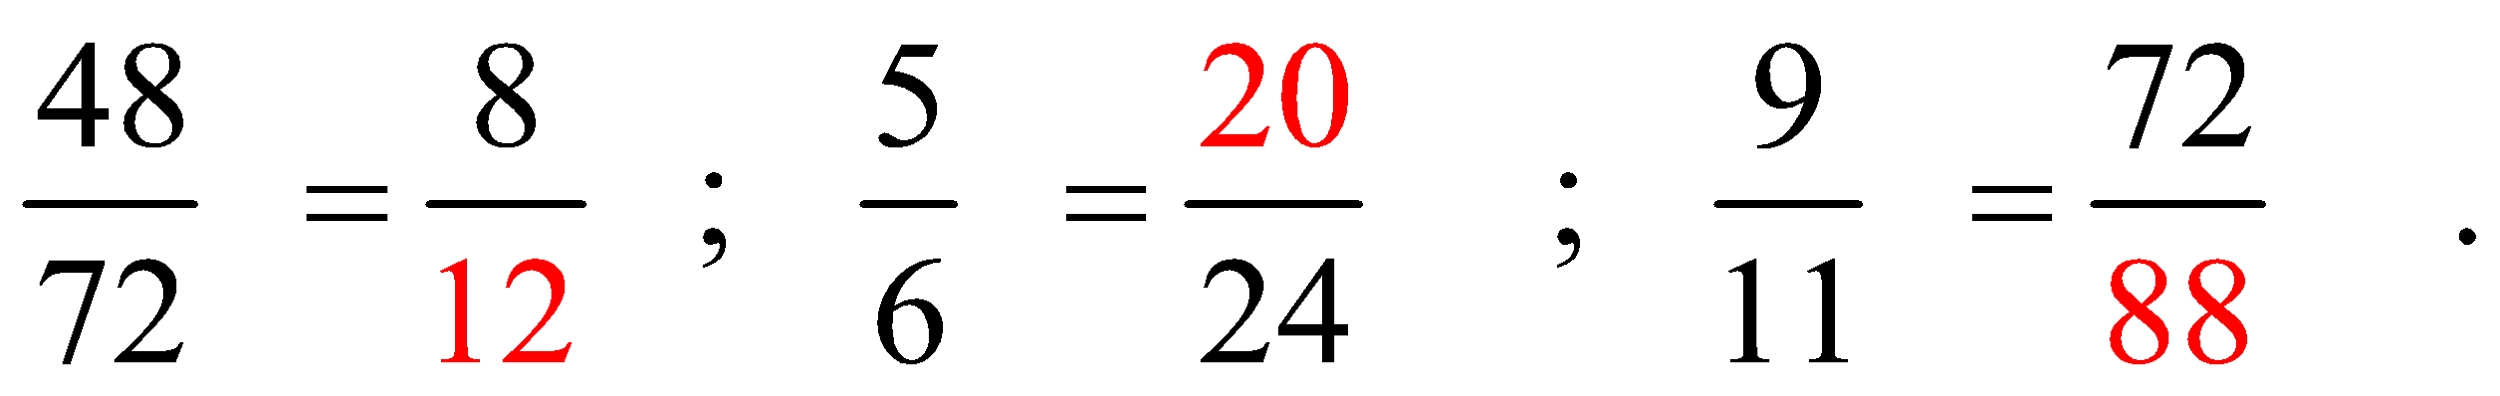 48/72 = 8/12 ; 5/6 = 20/24 ; 9/11 = 72/88 .